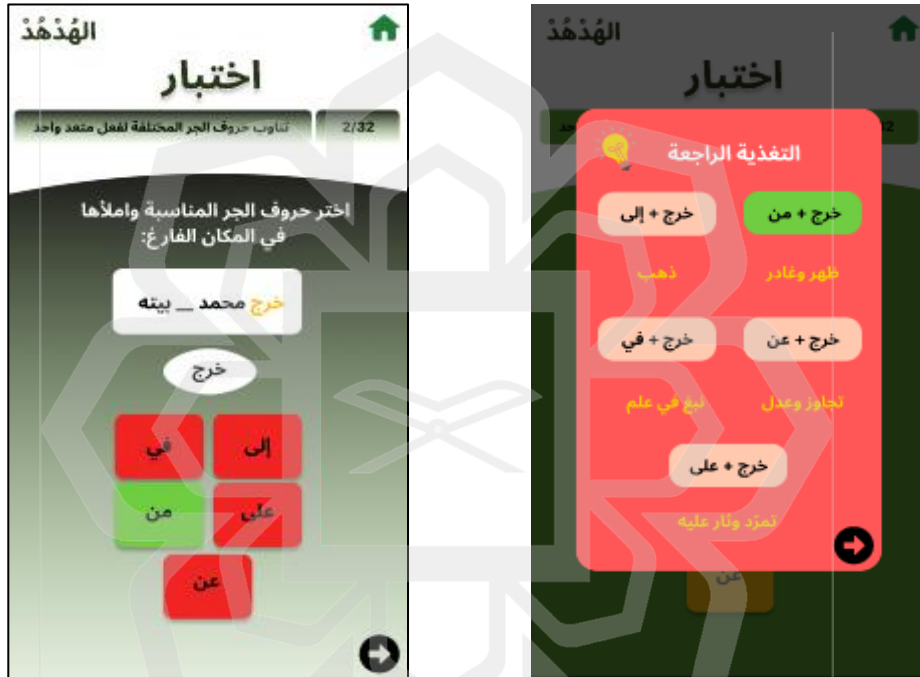 الهُدْهُدْ
اختبار
تناوب حروف الجر المختلفة لفعل متعد واحد
2/32
اختر حروف الجر المناسبة واملأها
في المكان الفارغ:
خرج محمد __ بيته
خرج
إلى
في
على
من
عن
الهُدْهُدْ
اختبار
التغذية الراجعة
خرج + من
خرج + إلى
ظهر وغادر
ذهب
خرج + عن
خرج + في
تجاوز وعدل
نبغ في علم
خرج + على
تمرّد وثار عليه
عن